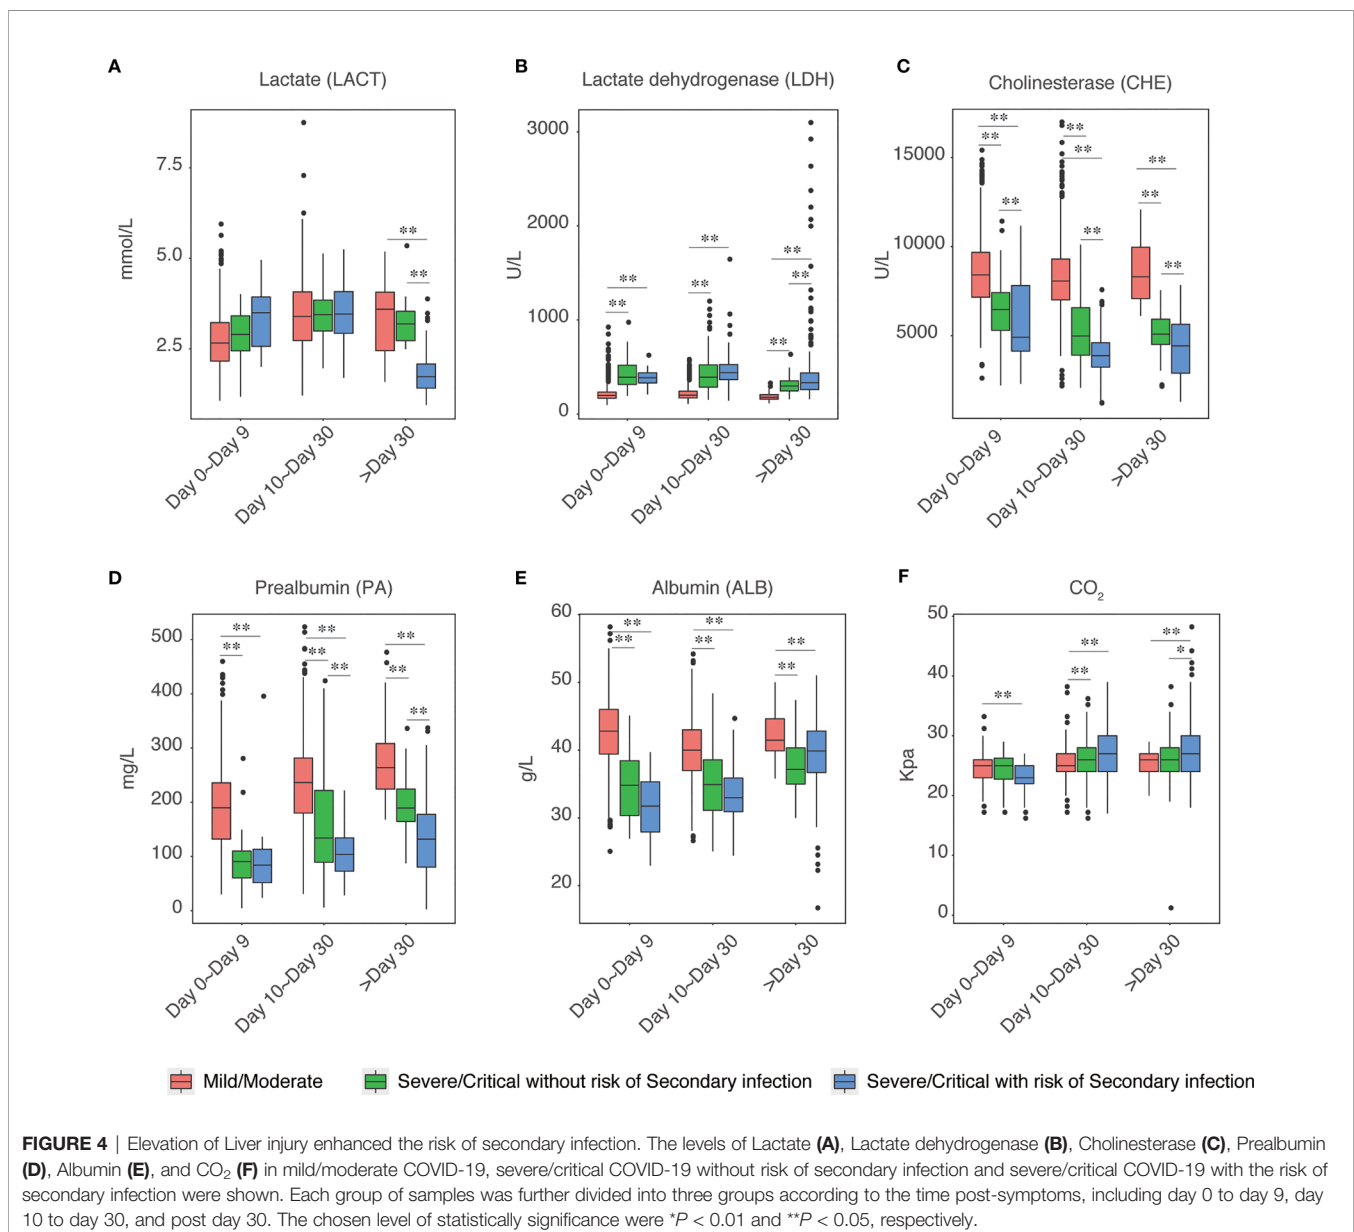 A
Lactate (LACT)
mmol/L
7.5
5.0
2.5
**
**
Day 0~Day 9
Day 10~Day 30
>Day 30
B
Lactate dehydrogenase (LDH)
U/L
3000
2000
1000
0
**
**
**
**
**
**
**
Day 0~Day 9
Day 10~Day 30
>Day 30
C
Cholinesterase (CHE)
U/L
15000
10000
5000
**
**
**
**
**
**
**
**
**
Day 0~Day 9
Day 10~Day 30
>Day 30
D
Prealbumin (PA)
mg/L
500
400
300
200
100
0
**
**
**
**
**
**
**
**
Day 0~Day 9
Day 10~Day 30
>Day 30
E
Albumin (ALB)
g/L
60
50
40
30
20
**
**
**
**
**
**
Day 0~Day 9
Day 10~Day 30
>Day 30
F
CO2
Kpa
50
40
30
20
10
0
**
**
**
**
*
Day 0~Day 9
Day 10~Day 30
>Day 30
Mild/Moderate Severe/Critical without risk of Secondary infection Severe/Critical with risk of Secondary infection
FIGURE 4 | Elevation of Liver injury enhanced the risk of secondary infection. The levels of Lactate (A), Lactate dehydrogenase (B), Cholinesterase (C), Prealbumin
(D), Albumin (E), and CO2 (F) in mild/moderate COVID-19, severe/critical COVID-19 without risk of secondary infection and severe/critical COVID-19 with the risk of
secondary infection were shown. Each group of samples was further divided into three groups according to the time post-symptoms, including day 0 to day 9, day
10 to day 30, and post day 30. The chosen level of statistically significance were *P < 0.01 and **P < 0.05, respectively.